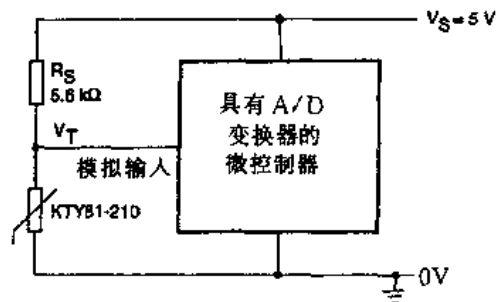 V_S=5 V
R_S
5.6 kΩ
V_T
模拟输入
具有 A/D
变换器的
微控制器
KTY81-210
0V